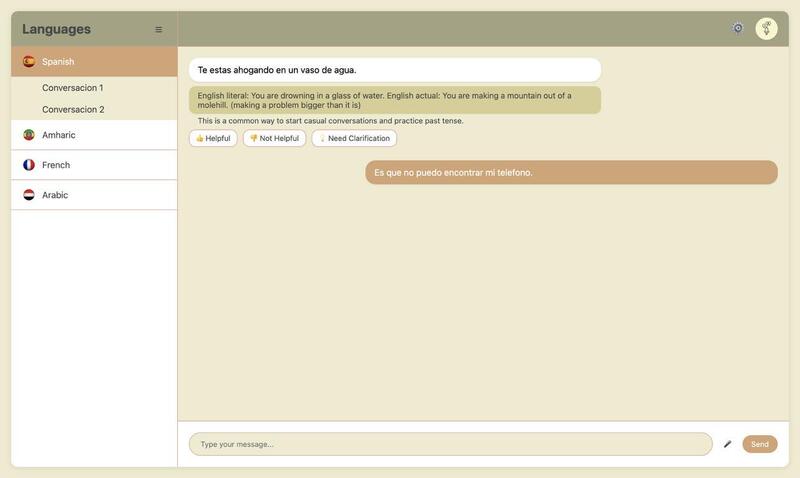 Languages
Spanish
Conversacion 1
Conversacion 2
Amharic
French
Arabic
Te estas ahogando en un vaso de agua.
English literal: You are drowning in a glass of water. English actual: You are making a mountain out of a
molehill. (making a problem bigger than it is)
This is a common way to start casual conversations and practice past tense.
Helpful
Not Helpful
Need Clarification
Es que no puedo encontrar mi telefono.
Type your message...
Send